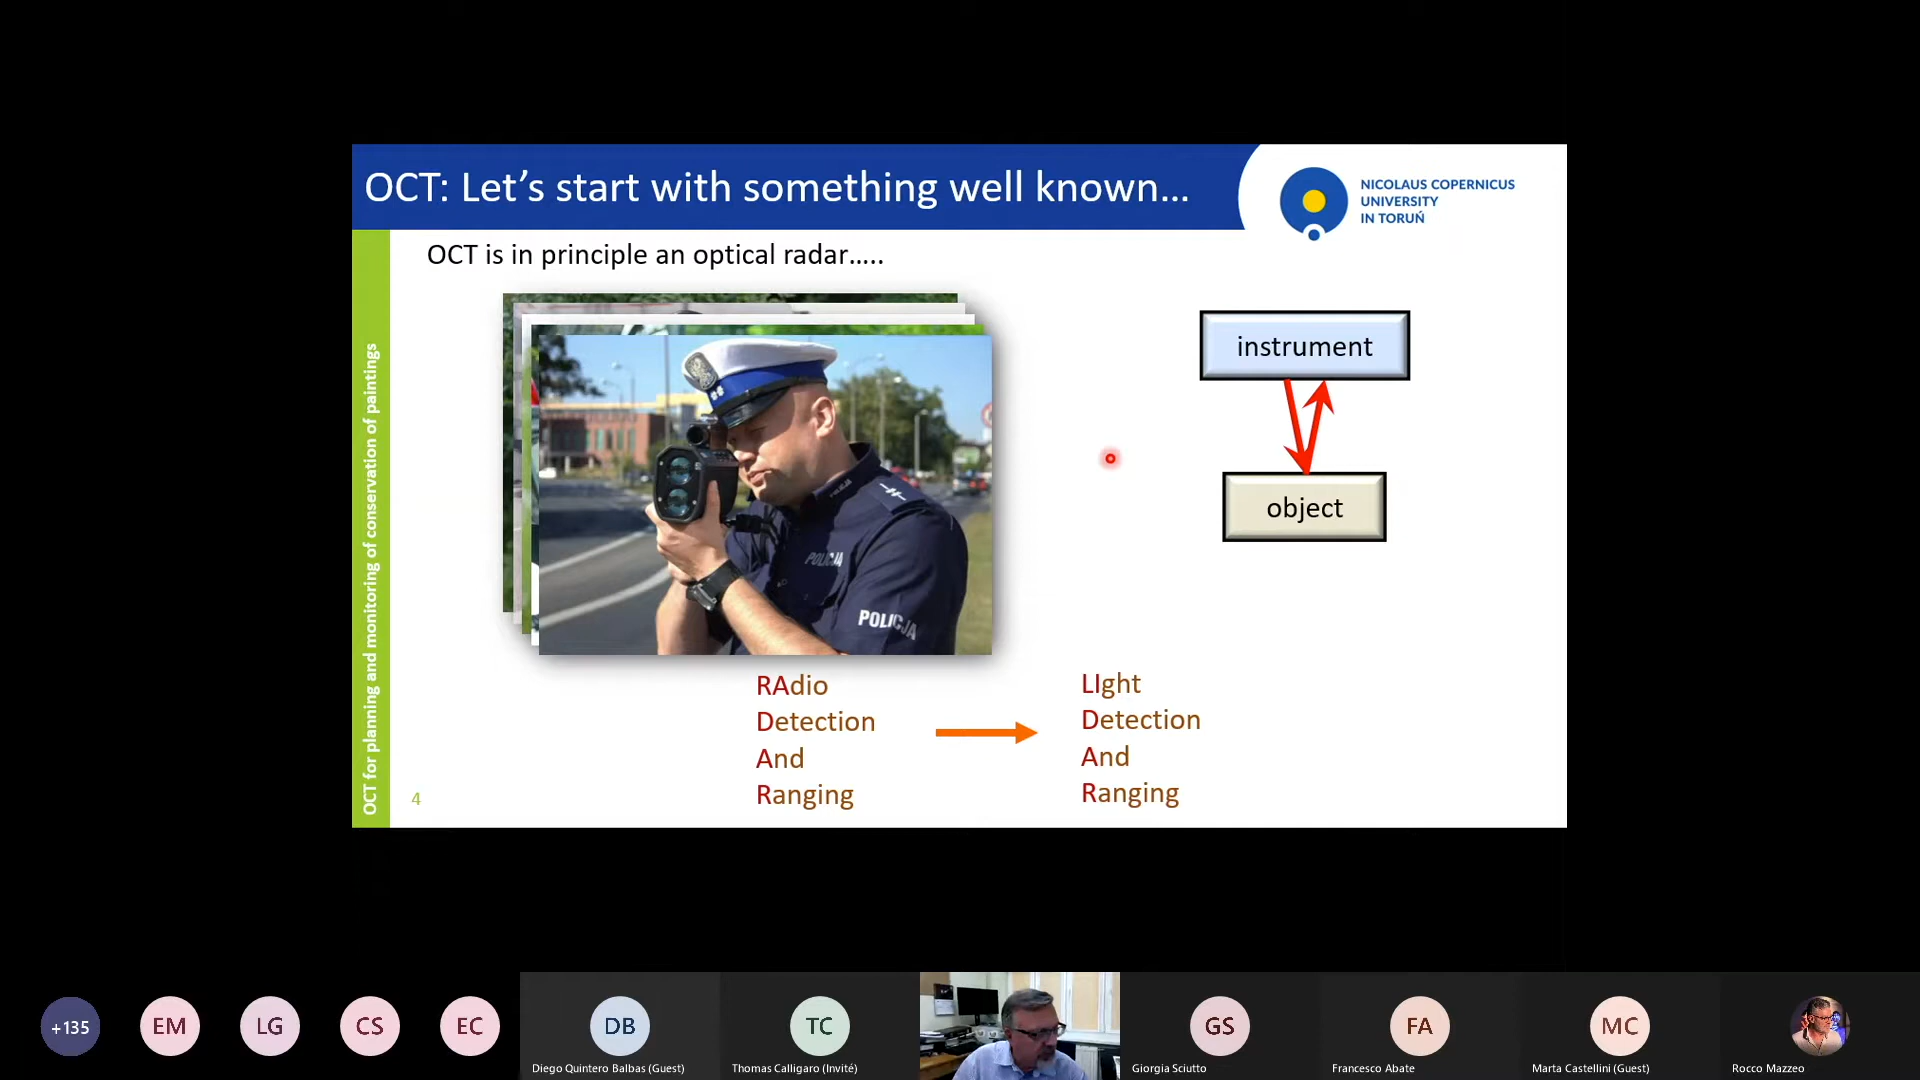 OCT: Let's start with something well known...
NICOLAUS COPERNICUS
UNIVERSITY
IN TORUŃ
OCT is in principle an optical radar.....
instrument
object
POLICJA
POLICJA
RAdio
Detection
And
Ranging
LIght
Detection
And
Ranging
OCT for planning and monitoring of conservation of paintings
4
+135
EM
LG
CS
EC
DB
TC
GS
FA
MC
Diego Quintero Balbas (Guest)
Thomas Calligaro (Invité)
Giorgia Sciutto
Francesco Abate
Marta Castellini (Guest)
Rocco Mazzeo